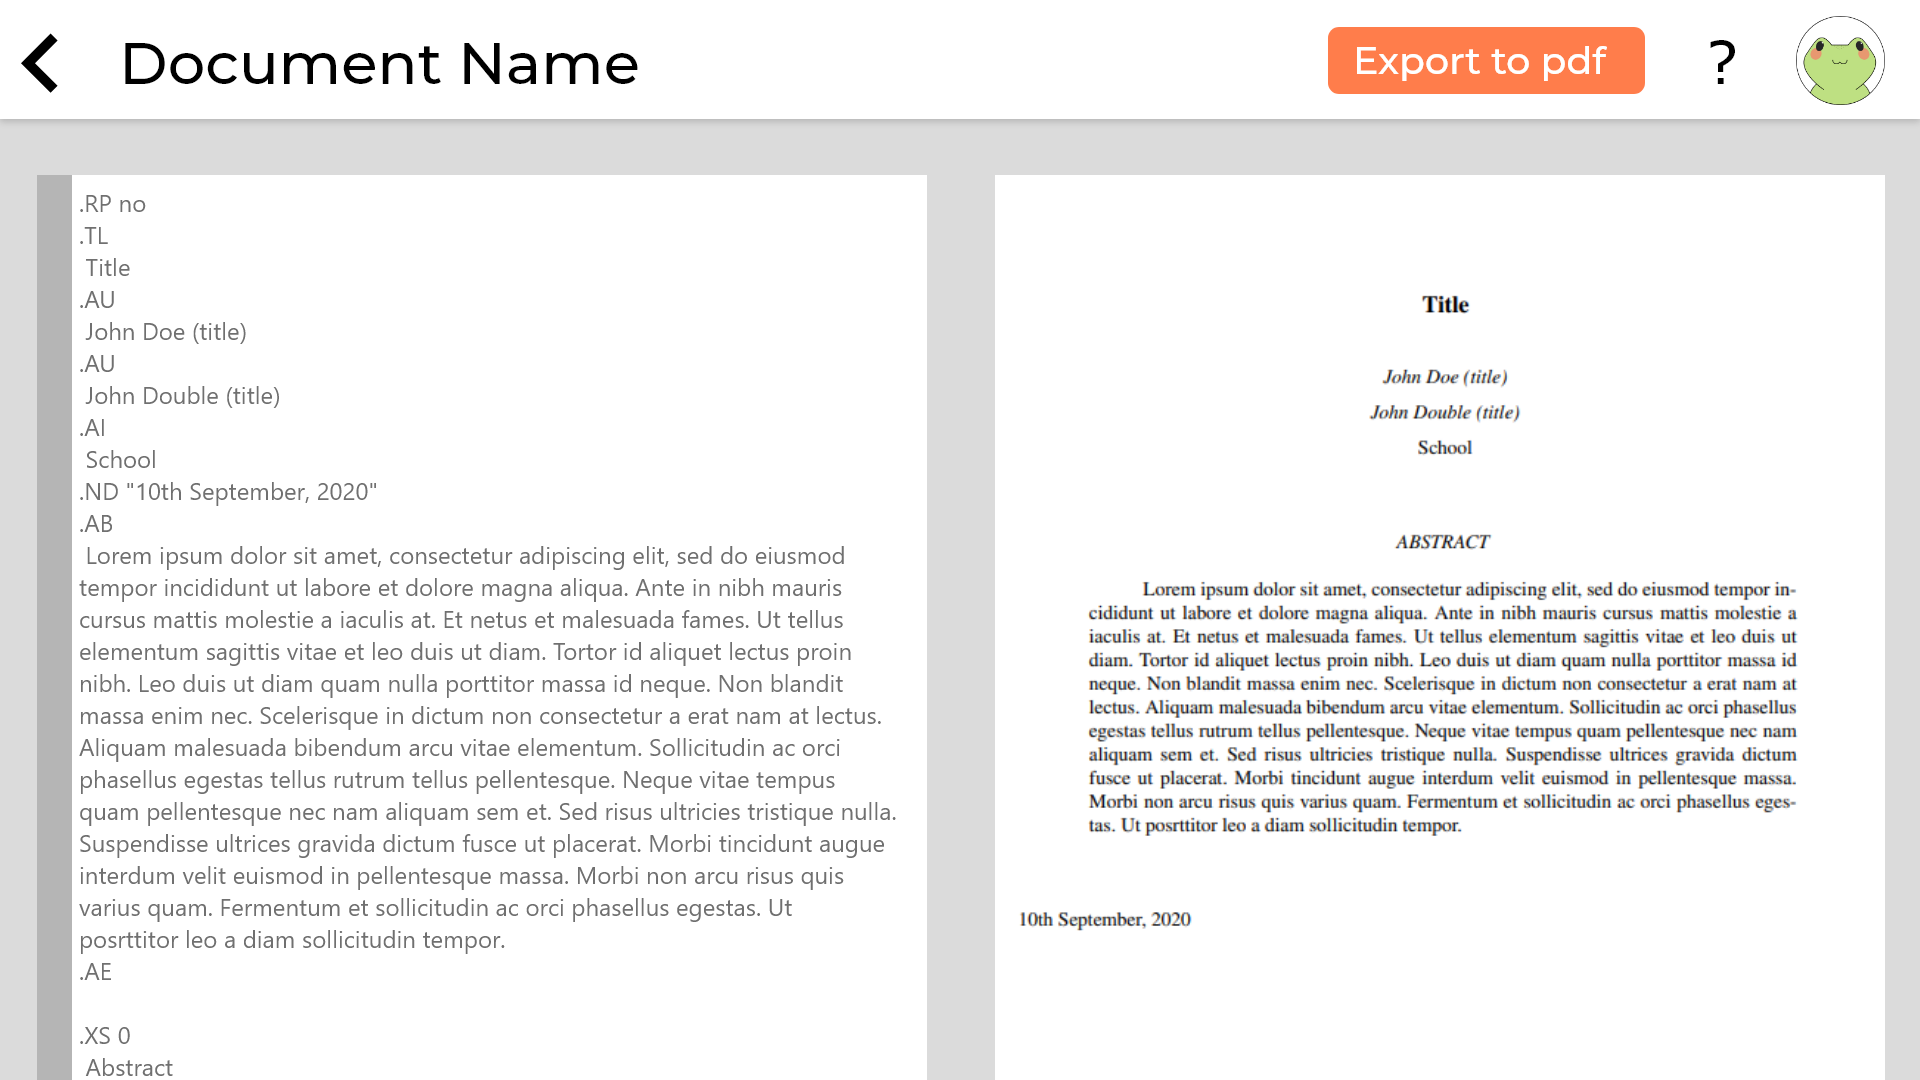 Document Name
Export to pdf
?
.RP no
.TL
Title
.AU
John Doe (title)
.AU
John Double (title)
.AI
School
.ND "10th September, 2020"
.AB
Lorem ipsum dolor sit amet, consectetur adipiscing elit, sed do eiusmod
tempor incididunt ut labore et dolore magna aliqua. Ante in nibh mauris
cursus mattis molestie a iaculis at. Et netus et malesuada fames. Ut tellus
elementum sagittis vitae et leo duis ut diam. Tortor id aliquet lectus proin
nibh. Leo duis ut diam quam nulla porttitor massa id neque. Non blandit
massa enim nec. Scelerisque in dictum non consectetur a erat nam at lectus.
Aliquam malesuada bibendum arcu vitae elementum. Sollicitudin ac orci
phasellus egestas tellus rutrum tellus pellentesque. Neque vitae tempus
quam pellentesque nec nam aliquam sem et. Sed risus ultricies tristique nulla.
Suspendisse ultrices gravida dictum fusce ut placerat. Morbi tincidunt augue
interdum velit euismod in pellentesque massa. Morbi non arcu risus quis
varius quam. Fermentum et sollicitudin ac orci phasellus egestas. Ut
posrttitor leo a diam sollicitudin tempor.
.AE
.XS 0
Abstract
Title
John Doe (title)
John Double (title)
School
ABSTRACT
Lorem ipsum dolor sit amet, consectetur adipiscing elit, sed do eiusmod tempor in-
cididunt ut labore et dolore magna aliqua. Ante in nibh mauris cursus mattis molestie a
iaculis at. Et netus et malesuada fames. Ut tellus elementum sagittis vitae et leo duis ut
diam. Tortor id aliquet lectus proin nibh. Leo duis ut diam quam nulla porttitor massa id
neque. Non blandit massa enim nec. Scelerisque in dictum non consectetur a erat nam at
lectus. Aliquam malesuada bibendum arcu vitae elementum. Sollicitudin ac orci phasellus
egestas tellus rutrum tellus pellentesque. Neque vitae tempus quam pellentesque nec nam
aliquam sem et. Sed risus ultricies tristique nulla. Suspendisse ultrices gravida dictum
fusce ut placerat. Morbi tincidunt augue interdum velit euismod in pellentesque massa.
Morbi non arcu risus quis varius quam. Fermentum et sollicitudin ac orci phasellus eges-
tas. Ut posrttitor leo a diam sollicitudin tempor.
10th September, 2020